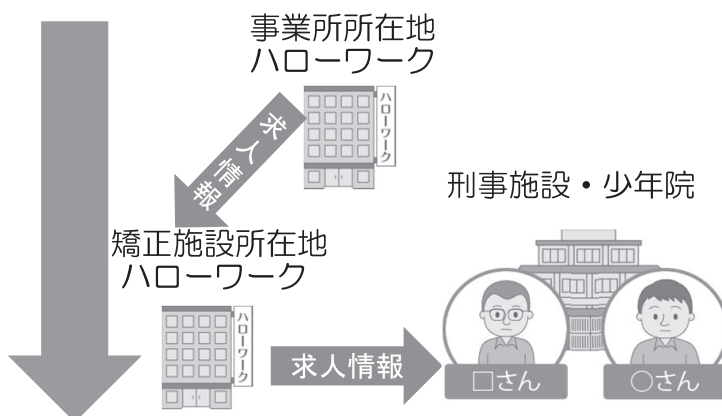 事業所所在地
ハローワーク
ハローワーク
求人情報
刑事施設・少年院
矯正施設所在地
ハローワーク
ハローワーク
求人情報
□さん
○さん